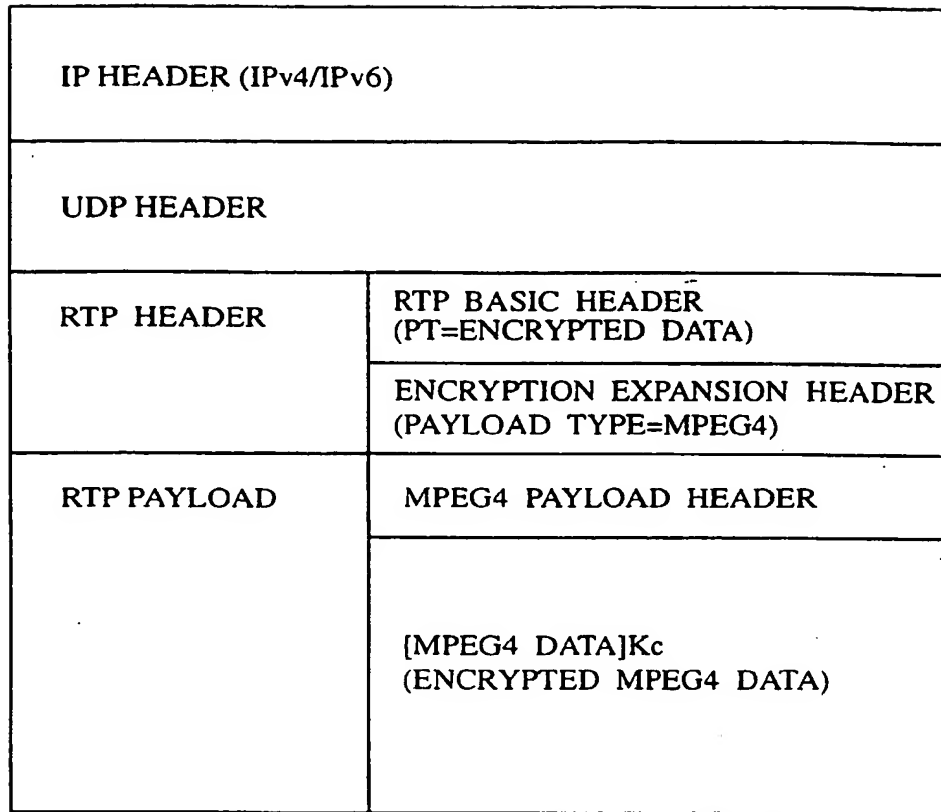 IP HEADER (IPv4/IPv6)
UDP HEADER
RTP HEADER
RTP BASIC HEADER
(PT=ENCRYPTED DATA)
ENCRYPTION EXPANSION HEADER
(PAYLOAD TYPE=MPEG4)
RTP PAYLOAD
MPEG4 PAYLOAD HEADER
[MPEG4 DATA]Kc
(ENCRYPTED MPEG4 DATA)